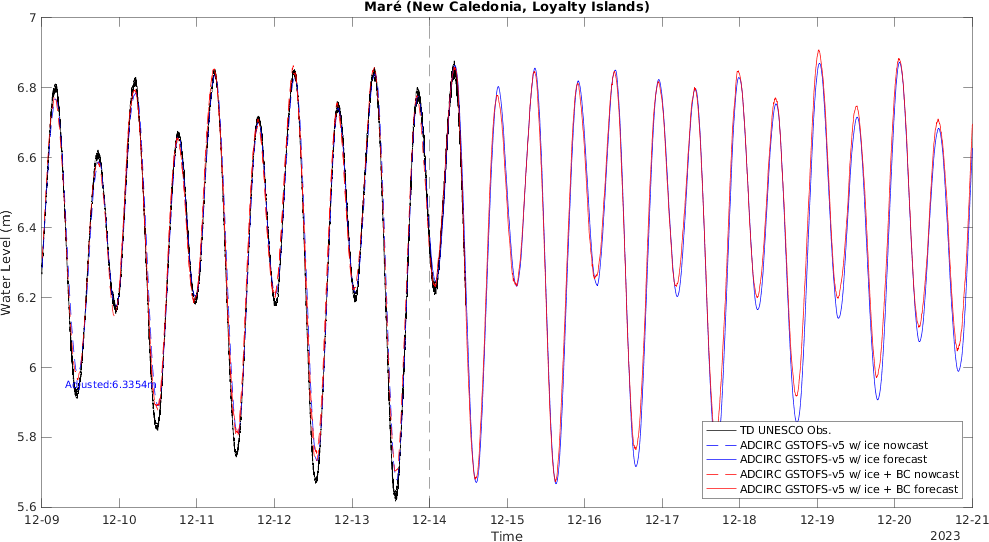 Maré (New Caledonia, Loyalty Islands)
7
6.8
6.6
6.4
6.2
6
5.8
5.6
Water Level (m)
Adjusted:6.3354m
TD UNESCO Obs.
ADCIRC GSTOFS-v5 w/ ice nowcast
ADCIRC GSTOFS-v5 w/ ice forecast
ADCIRC GSTOFS-v5 w/ ice + BC nowcast
ADCIRC GSTOFS-v5 w/ ice + BC forecast
12-09 12-10 12-11 12-12 12-13 12-14 12-15 12-16 12-17 12-18 12-19 12-20 12-21
Time
2023